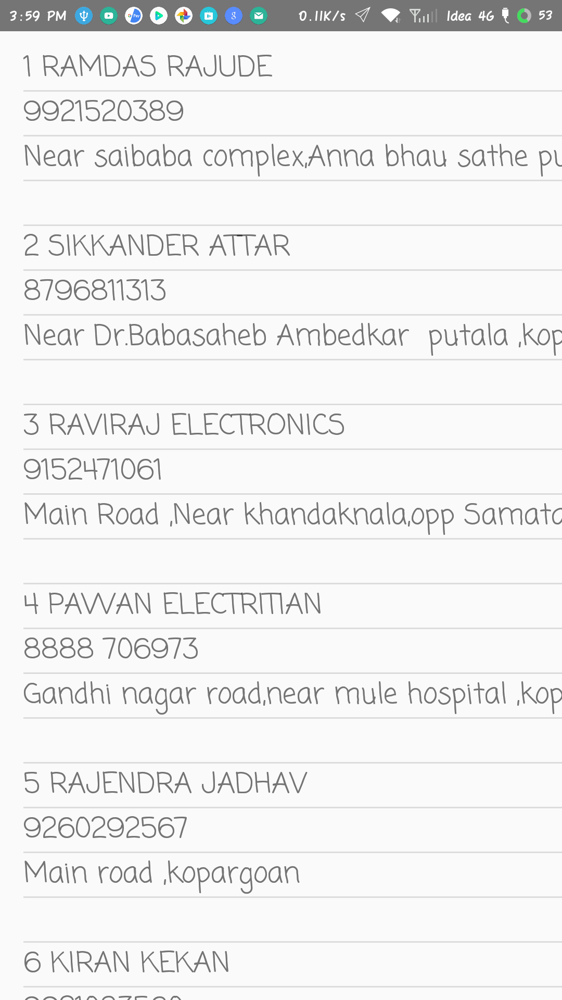 3:59 PM 0.11K/s Idea 4G 53
1 RAMDAS RAJUDE
9921520389
Near saibaba complex,Anna bhau sathe pu
2 SIKKANDER ATTAR
8796811313
Near Dr.Babasaheb Ambedkar putala ,kop
3 RAVIRAJ ELECTRONICS
9152471061
Main Road ,Near khandaknala,opp Samata
4 PAWAN ELECTRITIAN
8888 706973
Gandhi nagar road,near mule hospital ,kop
5 RAJENDRA JADHAV
9260292567
Main road ,kopargoan
6 KIRAN KEKAN